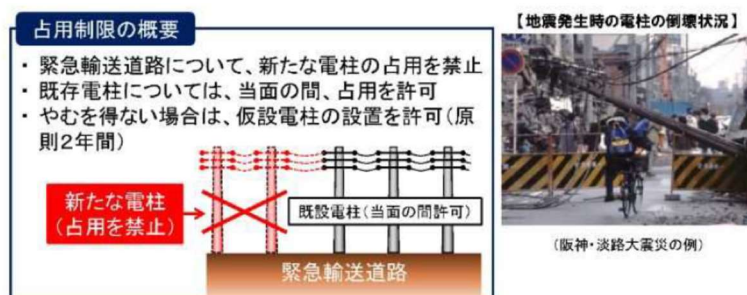 占用制限の概要
・ 緊急輸送道路について、新たな電柱の占用を禁止
・ 既存電柱については、当面の間、占用を許可
・ やむを得ない場合は、仮設電柱の設置を許可(原
則2年間)
新たな電柱
(占用を禁止)
既設電柱(当面の間許可)
緊急輸送道路
【地震発生時の電柱の倒壊状況】
(阪神・淡路大震災の例)